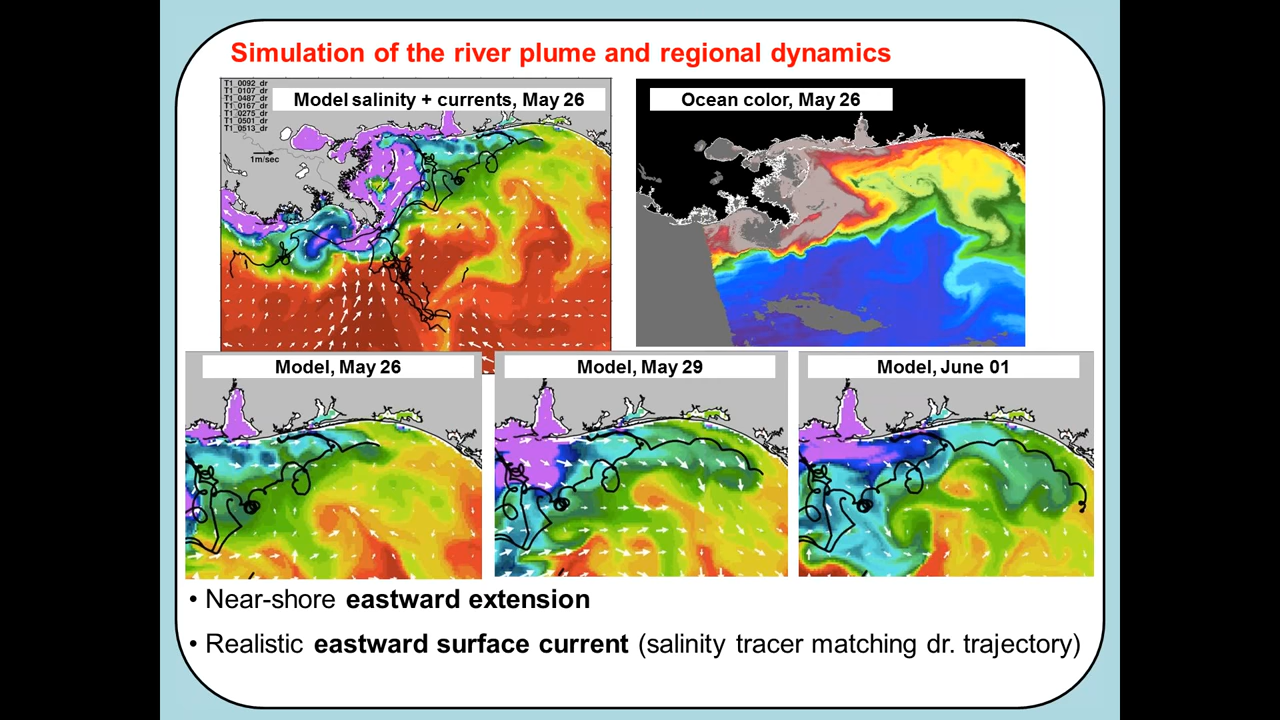 Simulation of the river plume and regional dynamics
T1_0092_dr
T1_0107_dr
T1_0487_dr
T1_0167_dr
T1_0275_dr
T1_0501_dr
T1_0513_dr
Model salinity + currents, May 26
1m/sec
Ocean color, May 26
Model, May 26
Model, May 29
Model, June 01
• Near-shore eastward extension
• Realistic eastward surface current (salinity tracer matching dr. trajectory)